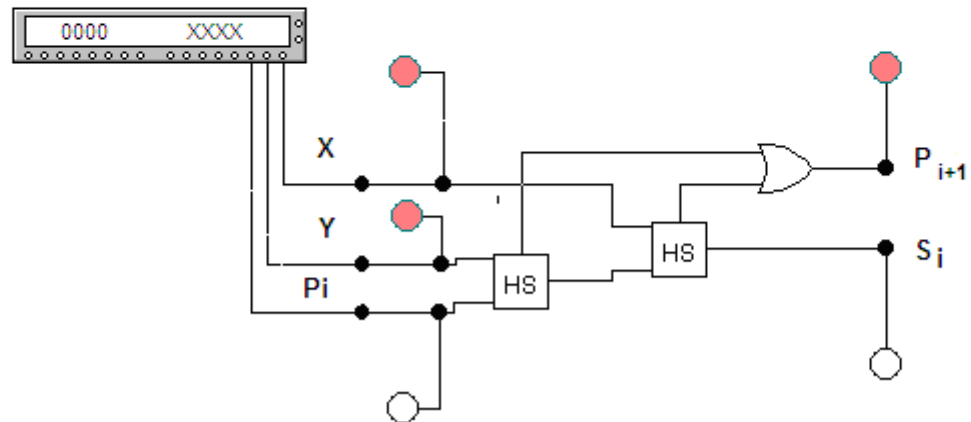 0000 XXXX
X
P i+1
Y
S i
Pi
HS
HS